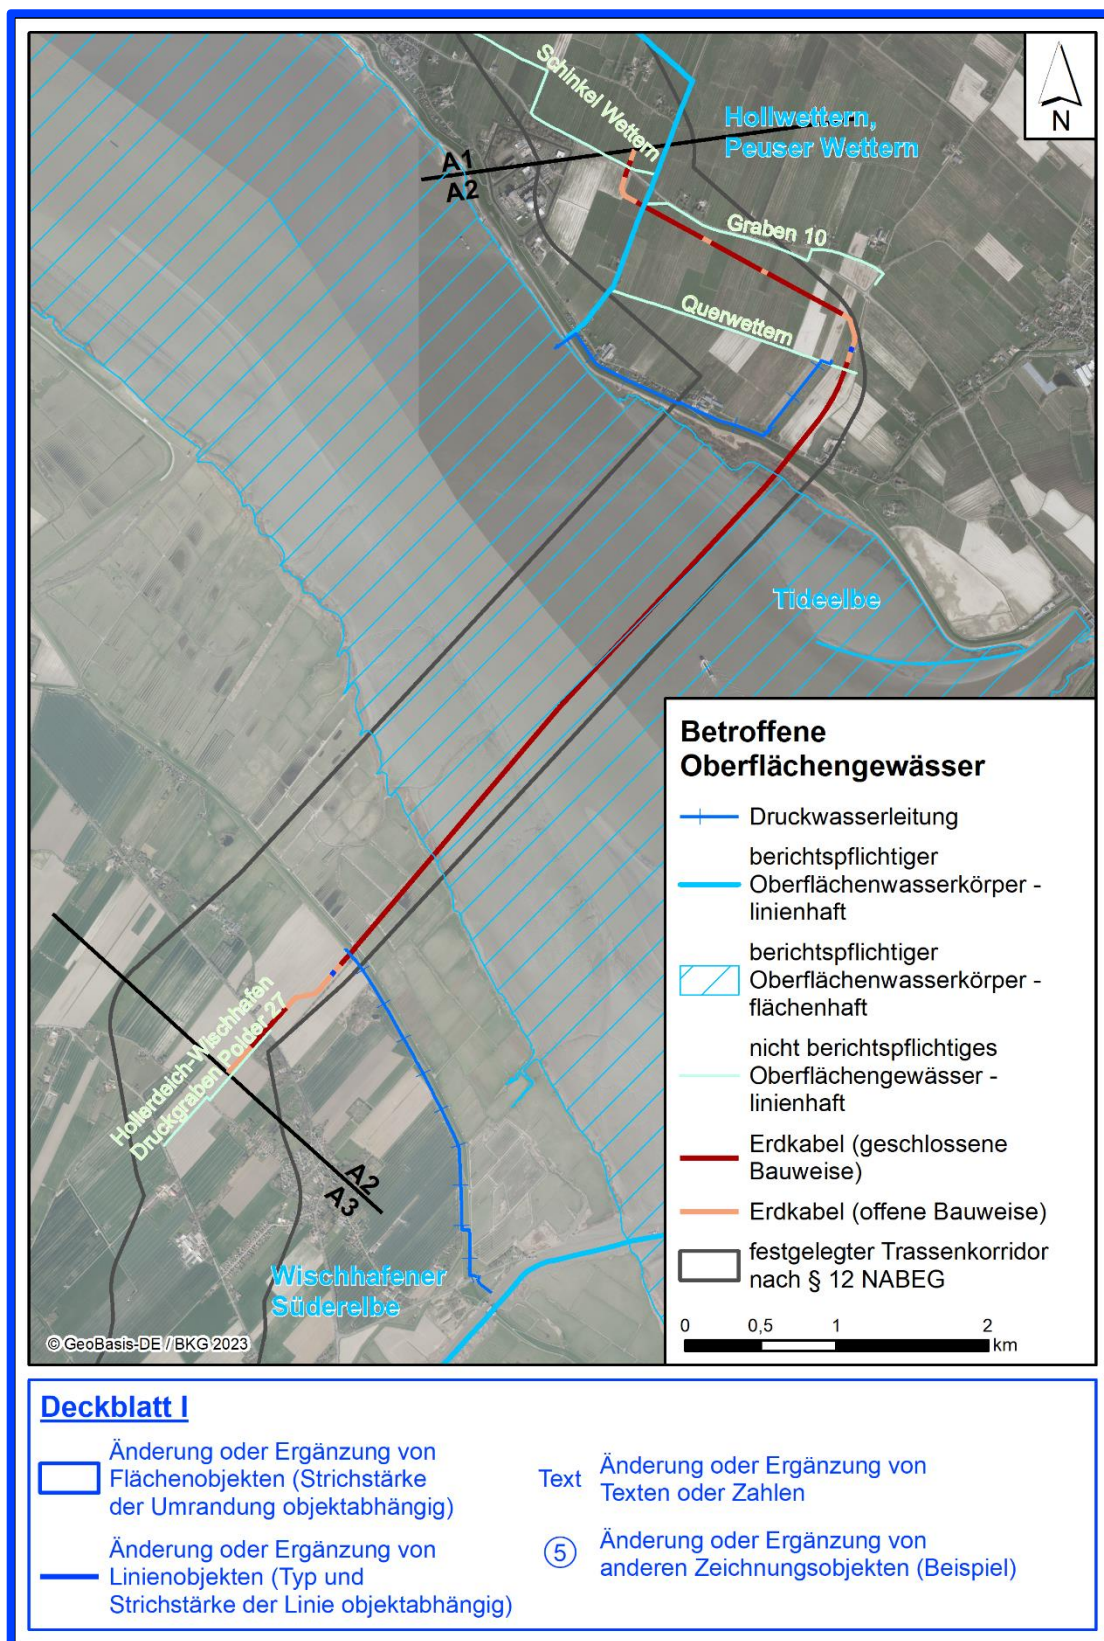 Schinkel Wettern
Hollwettern,
Peuser Wettern
N
A1
A2
Graben 10
Querwettern
Tideelbe
Hollerdeich-Wischhafen
Druckgraben Polder 27
A2
A3
Wischhafener
Süderelbe
© GeoBasis-DE / BKG 2023
Betroffene
Oberflächengewässer
Druckwasserleitung
berichtspflichtiger
Oberflächenwasserkörper -
linienhaft
berichtspflichtiger
Oberflächenwasserkörper -
flächenhaft
nicht berichtspflichtiges
Oberflächengewässer -
linienhaft
Erdkabel (geschlossene
Bauweise)
Erdkabel (offene Bauweise)
festgelegter Trassenkorridor
nach § 12 NABEG
0 0,5 1 2
km
Deckblatt I
Änderung oder Ergänzung von
Flächenobjekten (Strichstärke
der Umrandung objektabhängig)
Änderung oder Ergänzung von
Linienobjekten (Typ und
Strichstärke der Linie objektabhängig)
Text Änderung oder Ergänzung von
Texten oder Zahlen
5 Änderung oder Ergänzung von
anderen Zeichnungsobjekten (Beispiel)